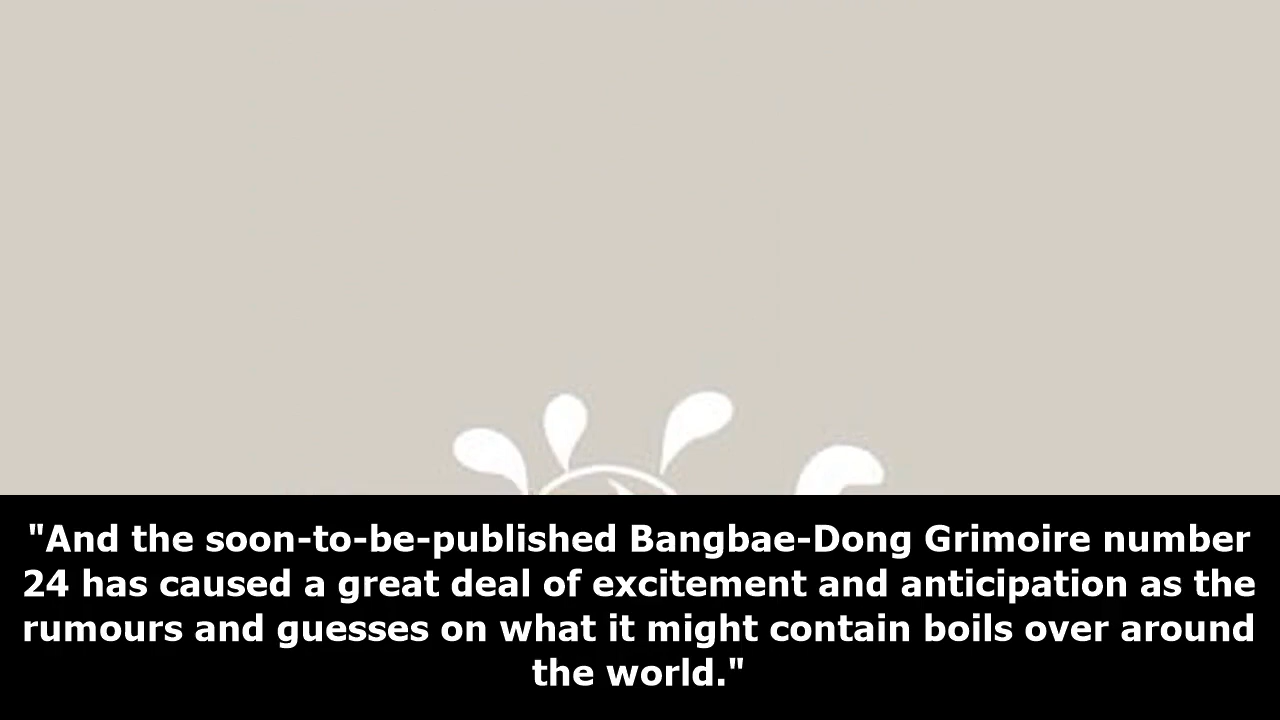 "And the soon-to-be-published Bangbae-Dong Grimoire number
24 has caused a great deal of excitement and anticipation as the
rumours and guesses on what it might contain boils over around
the world."